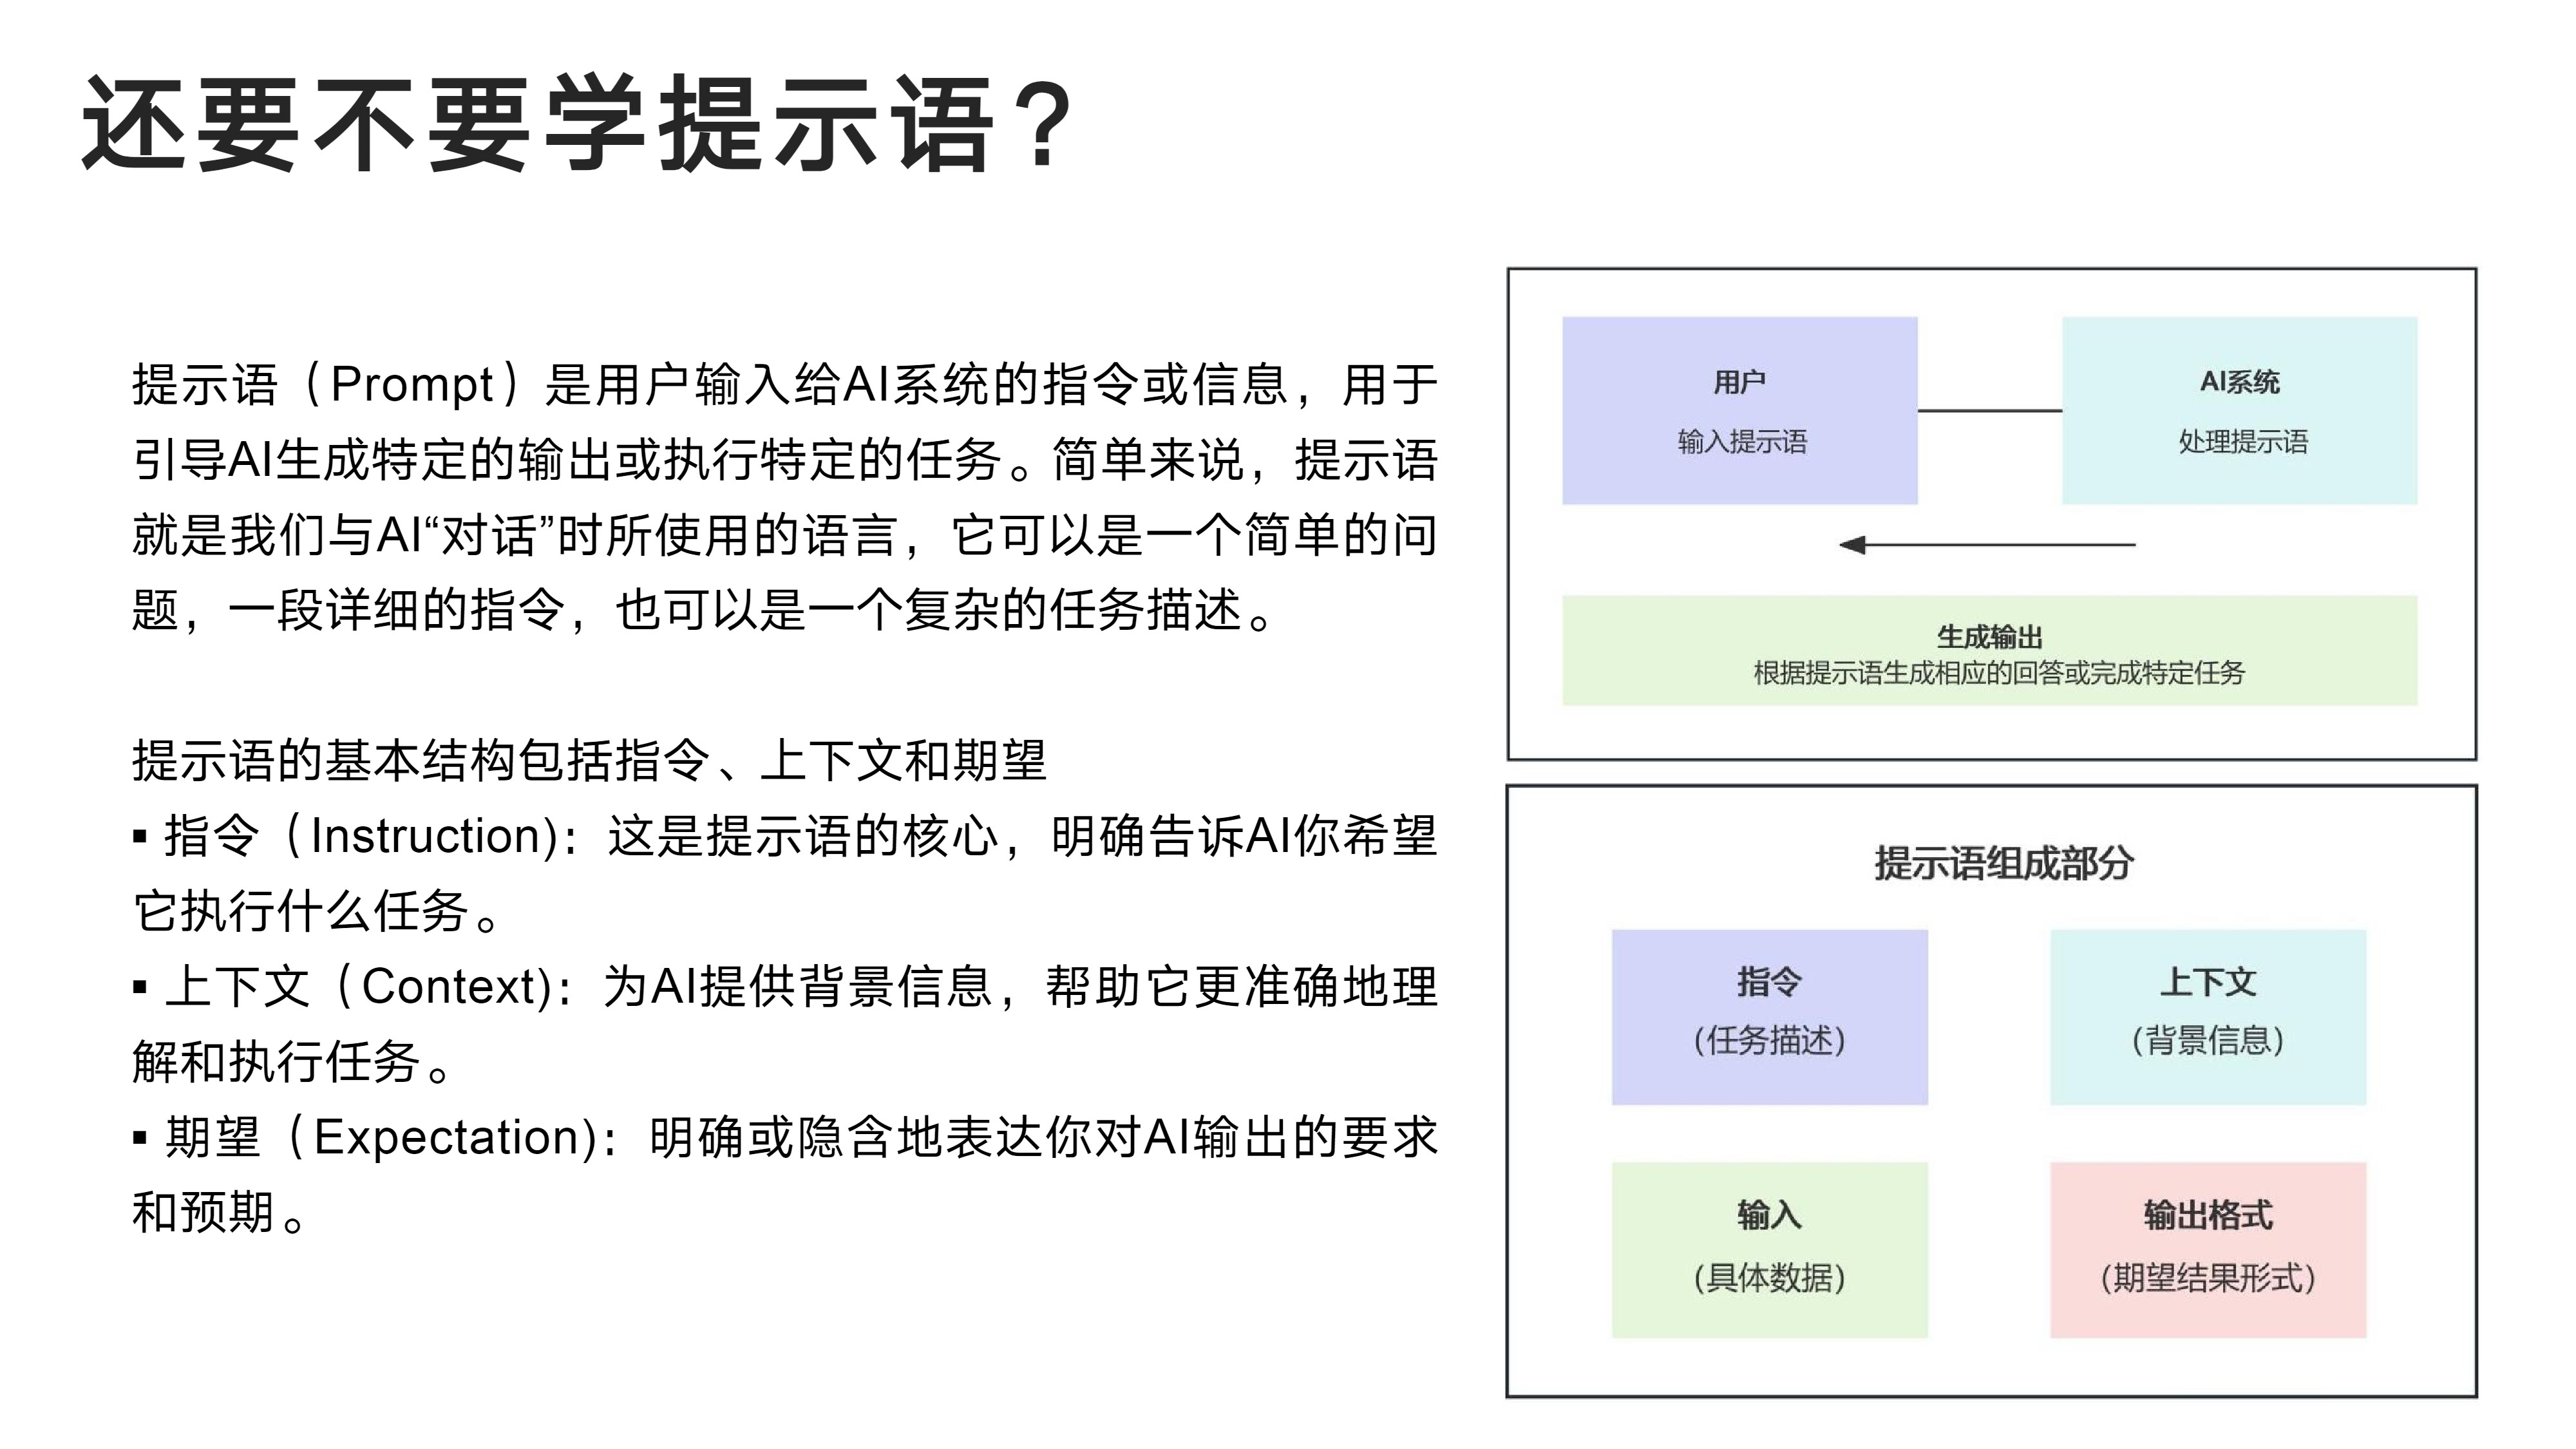 还要不要学提示语？
提示语（Prompt）是用户输入给AI系统的指令或信息，用于
引导AI生成特定的输出或执行特定的任务。简单来说，提示语
就是我们与AI“对话”时所使用的语言，它可以是一个简单的问
题，一段详细的指令，也可以是一个复杂的任务描述。
提示语的基本结构包括指令、上下文和期望
▪ 指令（Instruction)：这是提示语的核心，明确告诉AI你希望
它执行什么任务。
▪ 上下文（Context)：为AI提供背景信息，帮助它更准确地理
解和执行任务。
▪ 期望（Expectation)：明确或隐含地表达你对AI输出的要求
和预期。
用户
输入提示语
AI系统
处理提示语
生成输出
根据提示语生成相应的回答或完成特定任务
提示语组成部分
指令
（任务描述）
上下文
（背景信息）
输入
（具体数据）
输出格式
（期望结果形式）